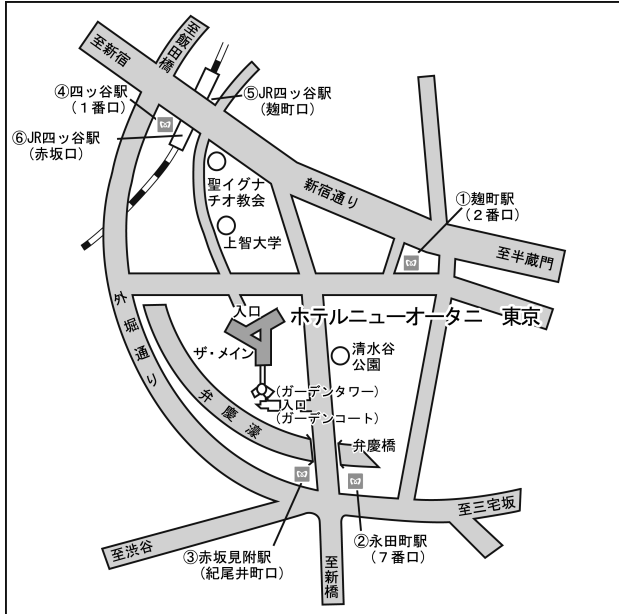 至新宿
至飯田橋
④四ッ谷駅
（１番口）
⑤JR四ッ谷駅
（麹町口）
⑥JR四ッ谷駅
（赤坂口）
聖イグナ
チオ教会
新宿通り
①麹町駅
（２番口）
上智大学
至半蔵門
外堀通り
入口
ホテルニューオータニ　東京
ザ・メイン
清水谷
公園
（ガーデンタワー）
入口
（ガーデンコート）
弁慶濠
弁慶橋
至三宅坂
②永田町駅
（７番口）
至渋谷
③赤坂見附駅
（紀尾井町口）
至新橋